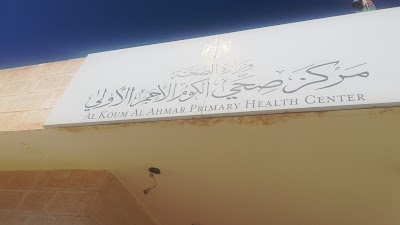 وزارة الصحة
مركز صحي الكوم الأحمر الأولي
AL KOUM AL AHMAR PRIMARY HEALTH CENTER